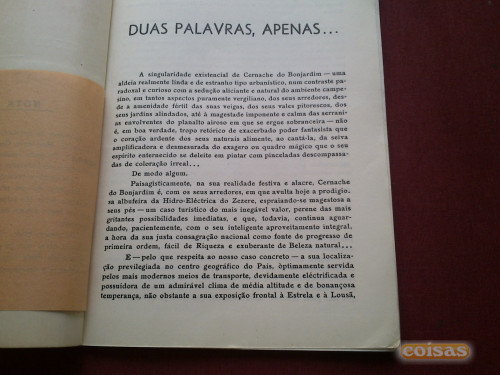 DUAS PALAVRAS, APENAS...
A singularidade existencial de Cernache do Bonjardim — uma
aldeia realmente linda e de estranho tipo urbanístico, num contraste pa-
radoxal e curioso com a sedução aliciante e natural do ambiente campe-
sino, em tantos aspectos puramente vergiliano, dos seus arredores, des-
de a amenidade fértil das suas veigas, dos seus vales pitorescos, dos
seus jardins alindados, até à magestade imponente e calma das serra-
nias envolventes do planalto airoso em que se ergue sobranceira — não
é, em boa verdade, tropo retórico de exacerbado poder fantasista que
o coração ardente dos seus naturais alimente, ao cantá-la, da seiva
amplificadora e desmesurada do exagero ou quadro mágico que o seu
espírito enternecido se deleite em pintar com pinceladas descompassa-
das de coloração irreal...
De modo algum.
Paisagìsticamente, na sua realidade festiva e alacre, Cernache
do Bonjardim é, com os seus arredores, em que avulta hoje a prodigio-
sa albufeira da Hidro-Eléctrica do Zezere, espraiando-se magestosa a
seus pés — um caso turístico do mais inegável valor, perene das mais
gritantes possibilidades imediatas, e que, todavia, continua aguar-
dando, pacientemente, com o seu inteligente aproveitamento integral,
a hora da sua justa consagração nacional como fonte de progresso de
primeira ordem, fácil de Riqueza e exuberante de Beleza natural...
E — pelo que respeita ao nosso caso concreto — a sua localiza-
ção previlegiada no centro geográfico do País, òptimamente servida
pelos mais modernos meios de transporte, devidamente eléctrificada e
possuidora de um admirável clima de média altitude e de bonançosa
temperança, não obstante a sua exposição frontal à Estrela e à Lousã,
coisas